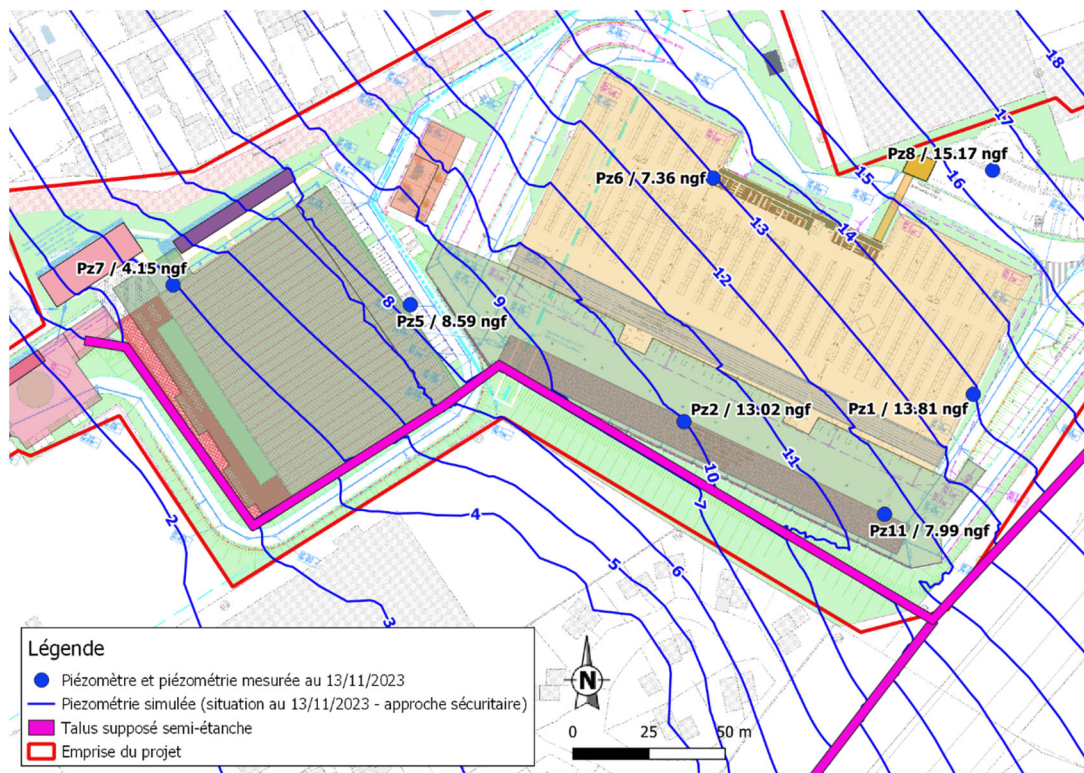 18
17
Pz8 / 15.17 ngf
15
16
Pz6 / 7.36 ngf
14
13
12
Pz7 / 4.15 ngf
8
9
Pz5 / 8.59 ngf
Pz2 / 13.02 ngf
Pz1 / 13.81 ngf
11
10
7
2
4
Pz11 / 7.99 ngf
5
6
3
Légende
Piézomètre et piézométrie mesurée au 13/11/2023
Piezométrie simulée (situation au 13/11/2023 - approche sécuritaire)
Talus supposé semi-étanche
Emprise du projet
N
0 25 50 m